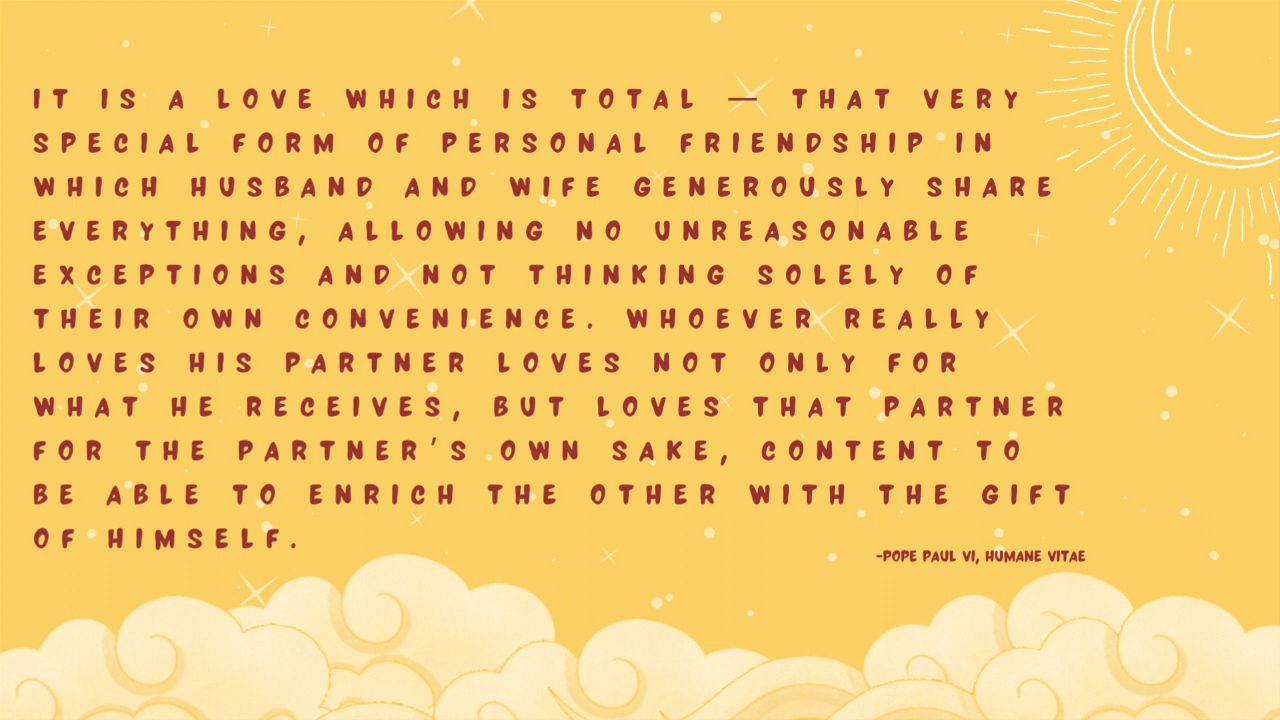 IT IS A LOVE WHICH IS TOTAL — THAT VERY
SPECIAL FORM OF PERSONAL FRIENDSHIP IN
WHICH HUSBAND AND WIFE GENEROUSLY SHARE
EVERYTHING, ALLOWING NO UNREASONABLE
EXCEPTIONS AND NOT THINKING SOLELY OF
THEIR OWN CONVENIENCE. WHOEVER REALLY
LOVES HIS PARTNER LOVES NOT ONLY FOR
WHAT HE RECEIVES, BUT LOVES THAT PARTNER
FOR THE PARTNER'S OWN SAKE, CONTENT TO
BE ABLE TO ENRICH THE OTHER WITH THE GIFT
OF HIMSELF.
-POPE PAUL VI, HUMANE VITAE